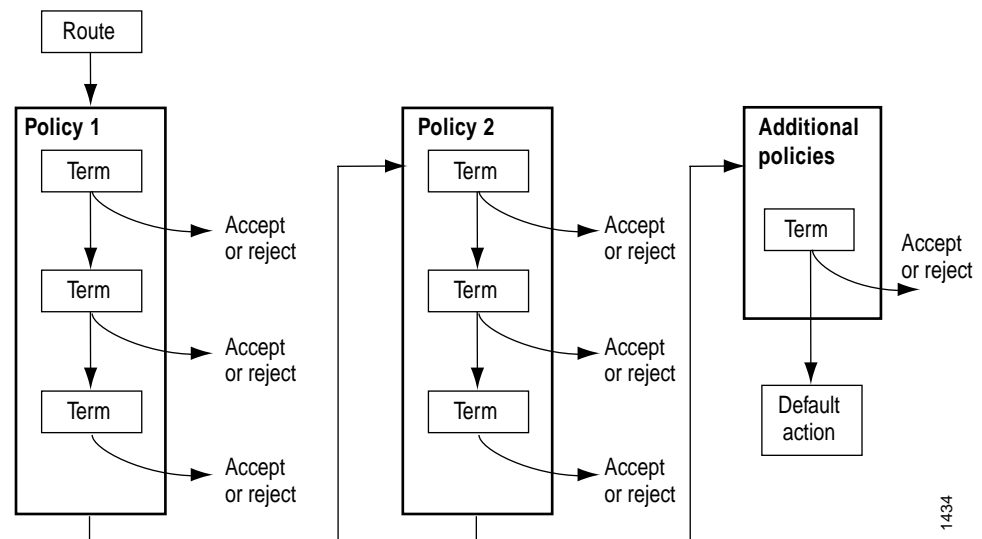 Route
Policy 1
Term
Accept
or reject
Term
Accept
or reject
Term
Accept
or reject
Policy 2
Term
Accept
or reject
Term
Accept
or reject
Term
Accept
or reject
Additional
policies
Term
Accept
or reject
Default
action
1434